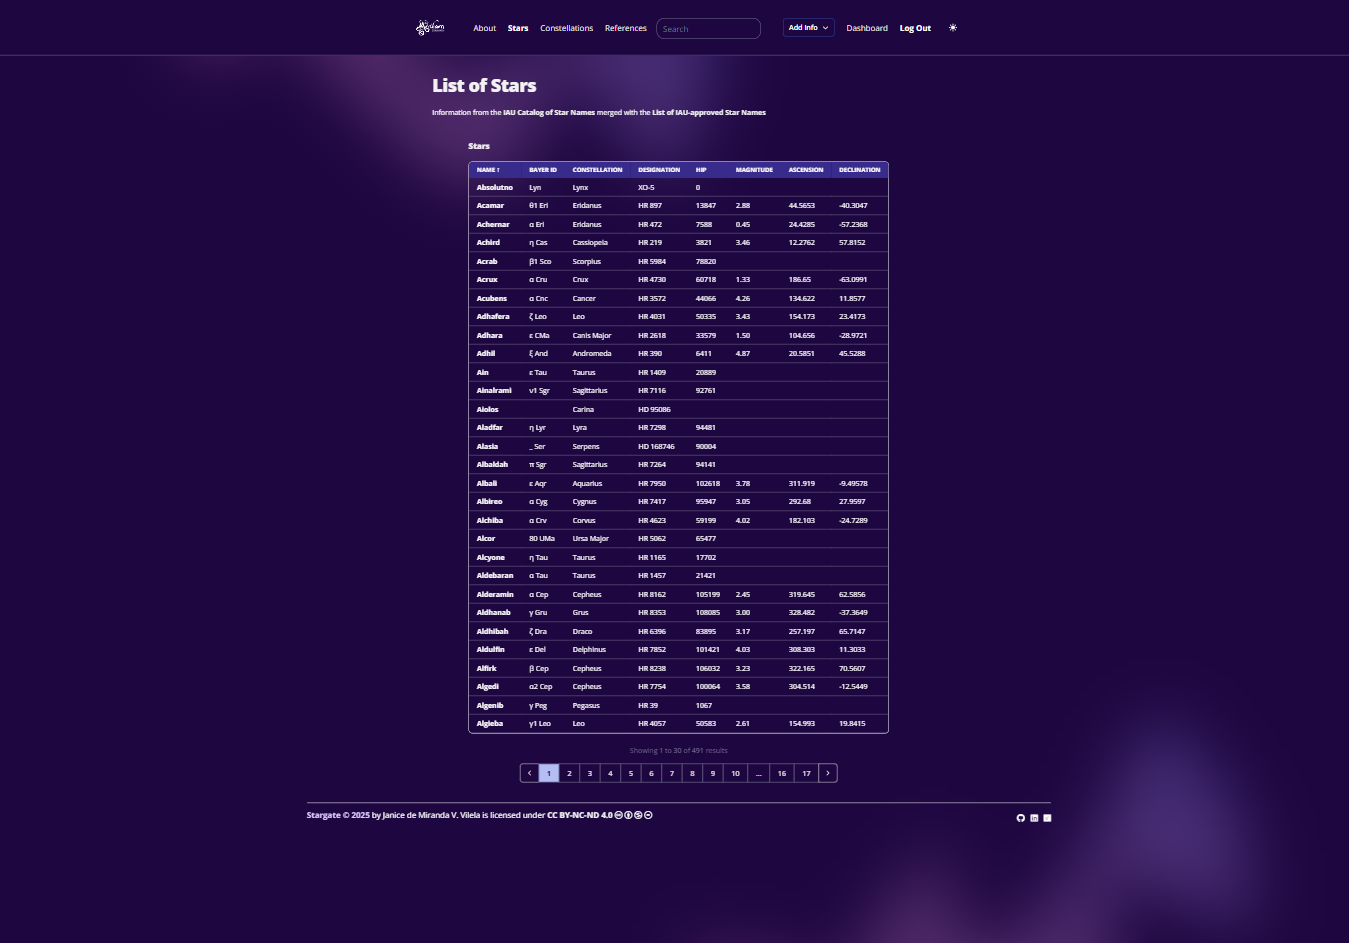 About Stars Constellations References Search Add Info Dashboard Log Out
List of Stars
Information from the IAU Catalog of Star Names merged with the List of IAU-approved Star Names
Stars
NAME ↑ BAYER ID CONSTELLATION DESIGNATION HIP MAGNITUDE ASCENSION DECLINATION
Absolutno Lyn Lynx XO-5 0
Acamar θ1 Eri Eridanus HR 897 13847 2.88 44.5653 -40.3047
Achernar α Eri Eridanus HR 472 7588 0.45 24.4285 -57.2368
Achird η Cas Cassiopeia HR 219 3821 3.46 12.2762 57.8152
Acrab β1 Sco Scorpius HR 5984 78820
Acrux α Cru Crux HR 4730 60718 1.33 186.65 -63.0991
Acubens α Cnc Cancer HR 3572 44066 4.26 134.622 11.8577
Adhafera ζ Leo Leo HR 4031 50335 3.43 154.173 23.4173
Adhara ε CMa Canis Major HR 2618 33579 1.50 104.656 -28.9721
Adhil ξ And Andromeda HR 390 6411 4.87 20.5851 45.5288
Ain ε Tau Taurus HR 1409 20889
Ainalrami ν1 Sgr Sagittarius HR 7116 92761
Aiolos Carina HD 95086
Aladfar η Lyr Lyra HR 7298 94481
Alasia _ Ser Serpens HD 168746 90004
Albaldah π Sgr Sagittarius HR 7264 94141
Albali ε Aqr Aquarius HR 7950 102618 3.78 311.919 -9.49578
Albireo α Cyg Cygnus HR 7417 95947 3.05 292.68 27.9597
Alchiba α Crv Corvus HR 4623 59199 4.02 182.103 -24.7289
Alcor 80 UMa Ursa Major HR 5062 65477
Alcyone η Tau Taurus HR 1165 17702
Aldebaran α Tau Taurus HR 1457 21421
Alderamin α Cep Cepheus HR 8162 105199 2.45 319.645 62.5856
Aldhanab γ Gru Grus HR 8353 108085 3.00 328.482 -37.3649
Aldhibah ζ Dra Draco HR 6396 83895 3.17 257.197 65.7147
Aldulfin ε Del Delphinus HR 7852 101421 4.03 308.303 11.3033
Alfirk β Cep Cepheus HR 8238 106032 3.23 322.165 70.5607
Algedi α2 Cep Cepheus HR 7754 100064 3.58 304.514 -12.5449
Algenib γ Peg Pegasus HR 39 1067
Algieba γ1 Leo Leo HR 4057 50583 2.61 154.993 19.8415
Showing 1 to 30 of 491 results
‹ 1 2 3 4 5 6 7 8 9 10 ... 16 17 ›
Stargate © 2025 by Janice de Miranda V. Vilela is licensed under CC BY-NC-ND 4.0